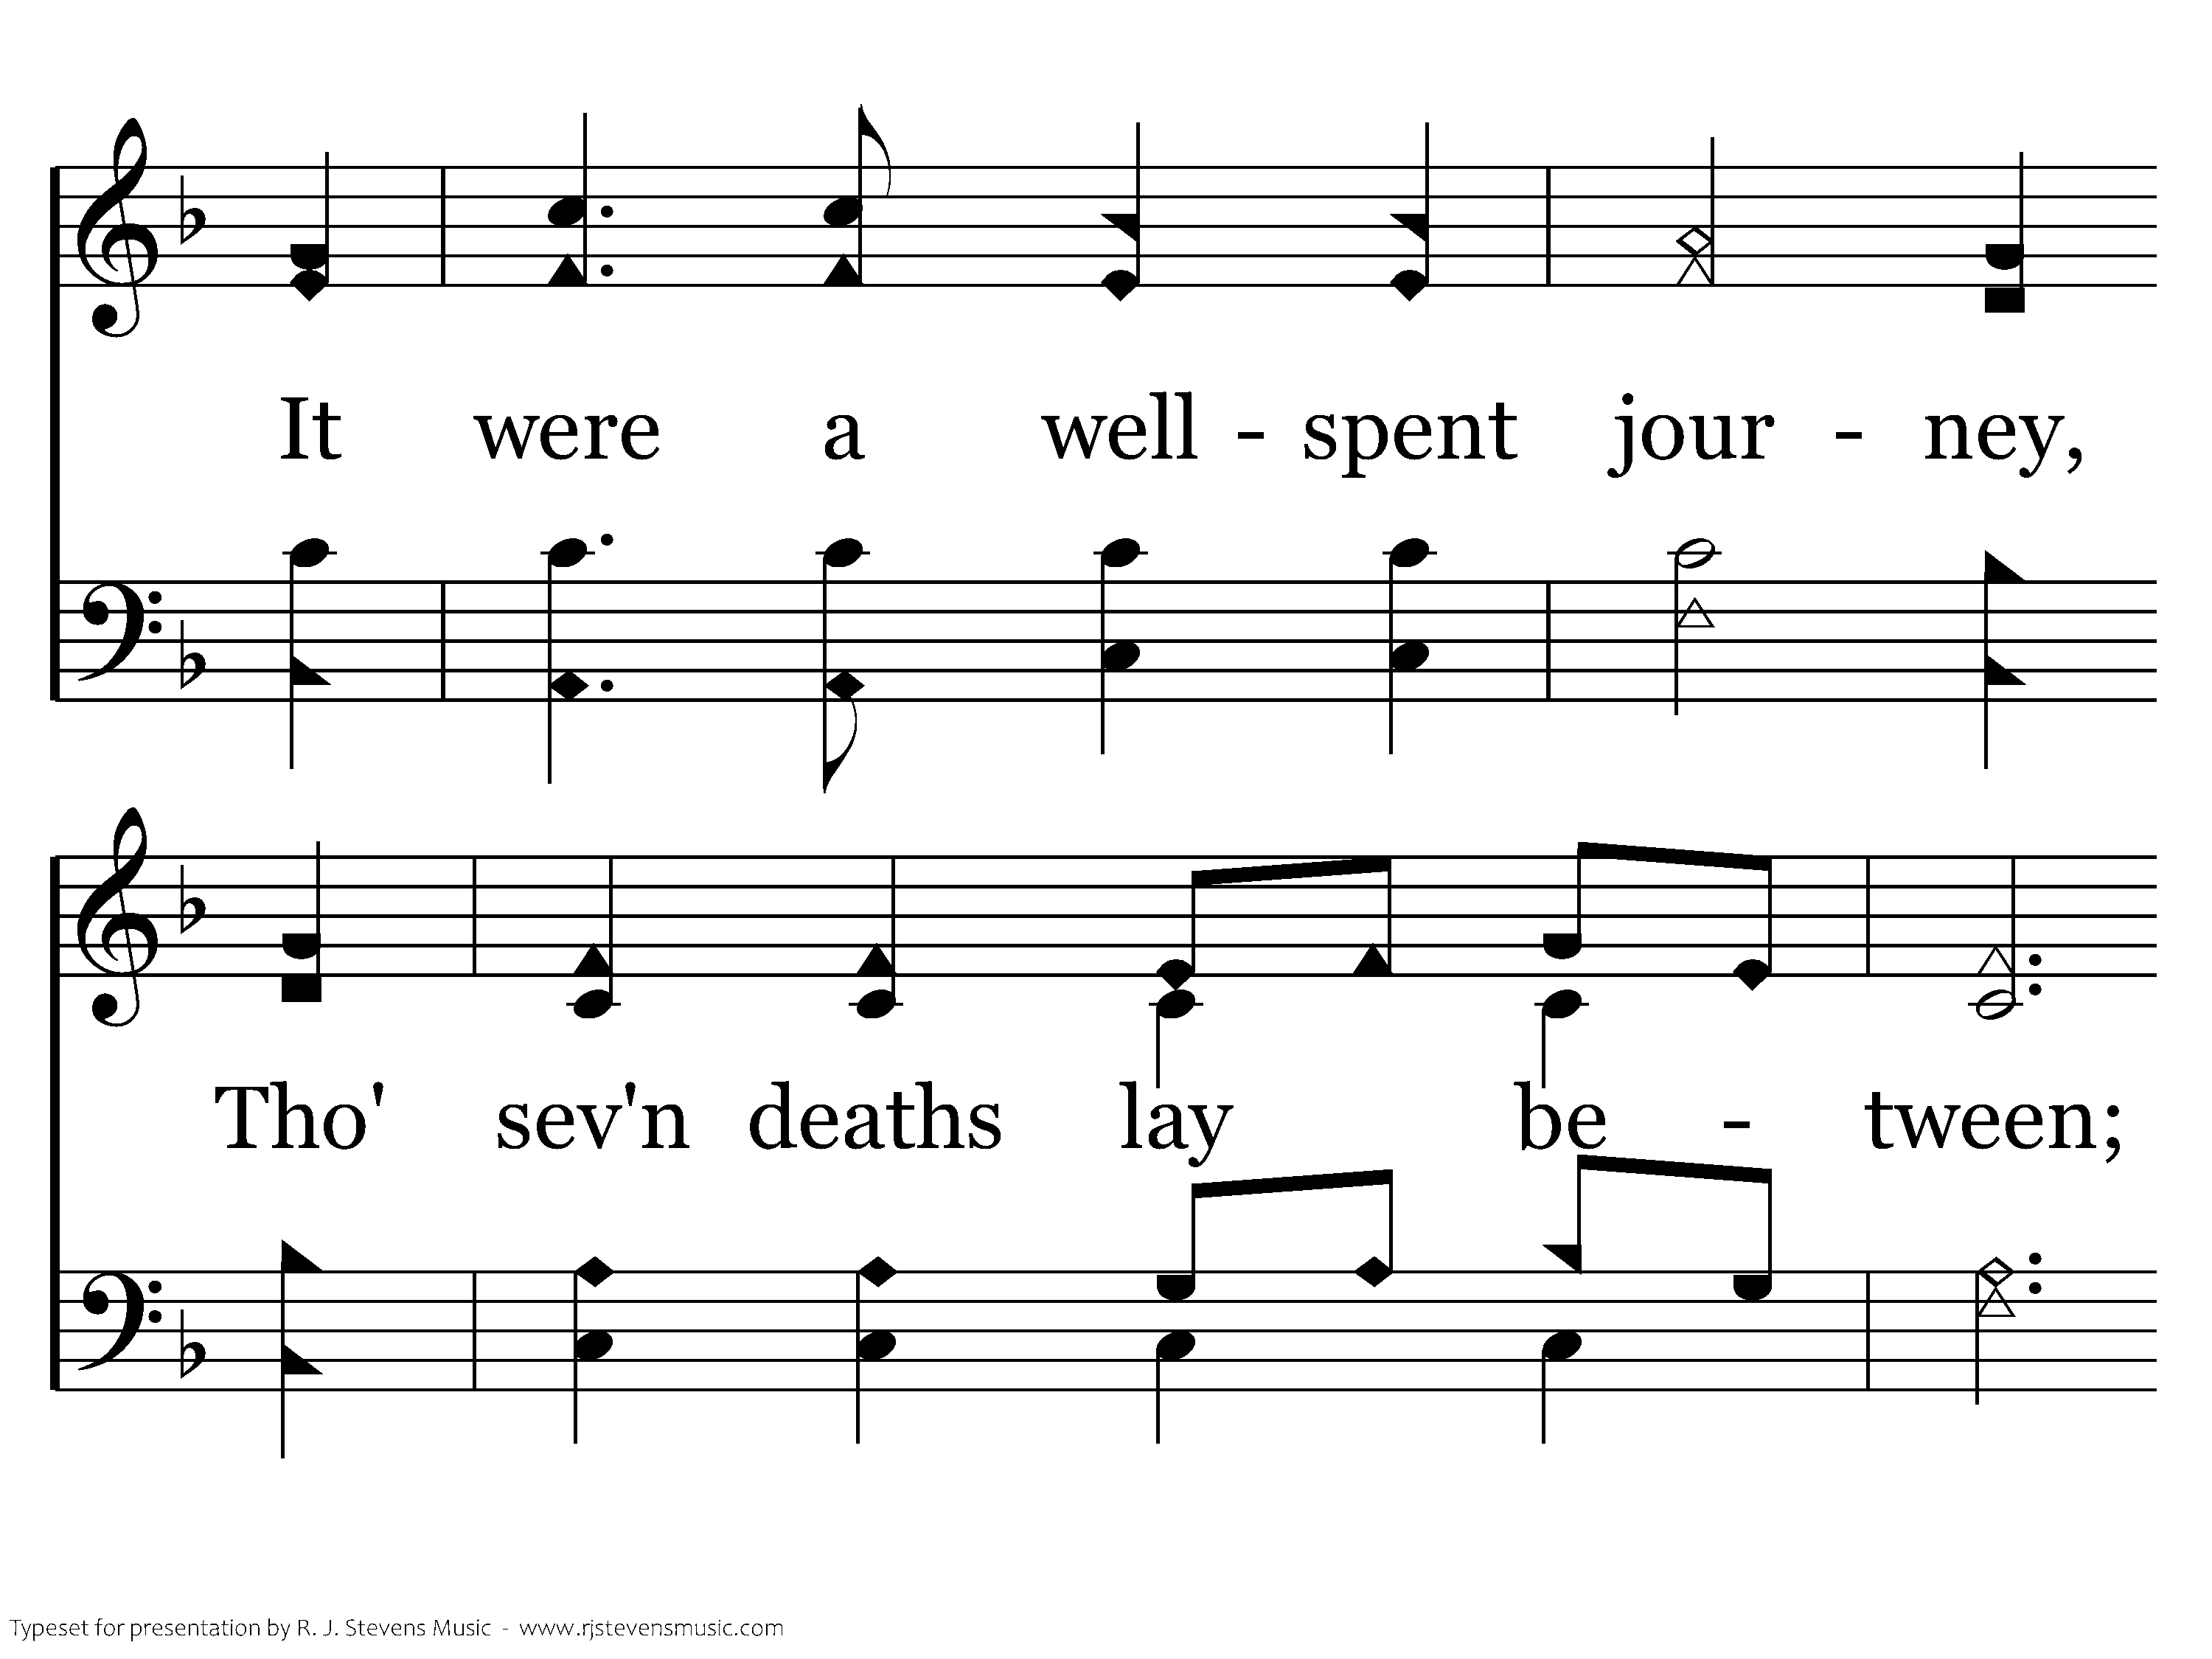 It were a well - spent jour - ney,
Tho' sev'n deaths lay be - tween;
Typeset for presentation by R. J. Stevens Music - www.rjstevensmusic.com